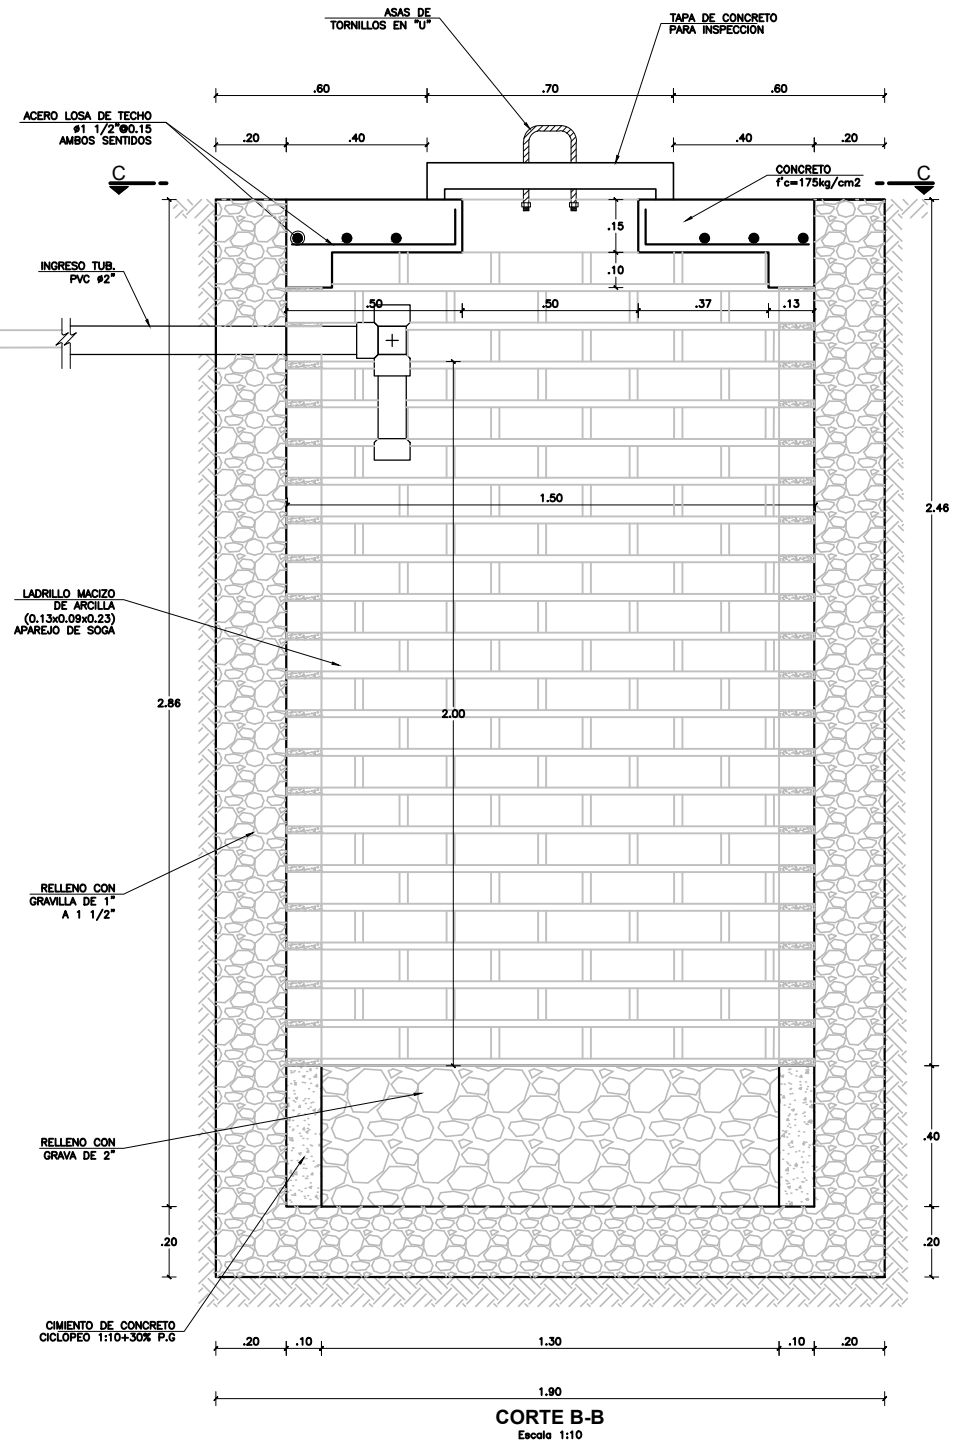 ASAS DE
TORNILLOS EN "U"
TAPA DE CONCRETO
PARA INSPECCION
.60
.70
.60
ACERO LOSA DE TECHO
ø1 1/2"@0.15
AMBOS SENTIDOS
.20
.40
.40
.20
C
CONCRETO
f'c=175kg/cm2
C
.15
INGRESO TUB.
PVC ø2"
.10
.50
.50
.37
.13
1.50
2.46
LADRILLO MACIZO
DE ARCILLA
(0.13x0.09x0.23)
APAREJO DE SOGA
2.86
2.00
RELLENO CON
GRAVILLA DE 1"
A 1 1/2"
RELLENO CON
GRAVA DE 2"
.40
.20
.20
CIMIENTO DE CONCRETO
CICLOPEO 1:10+30% P.G
.20
.10
1.30
.10
.20
1.90
CORTE B-B
Escala 1:10